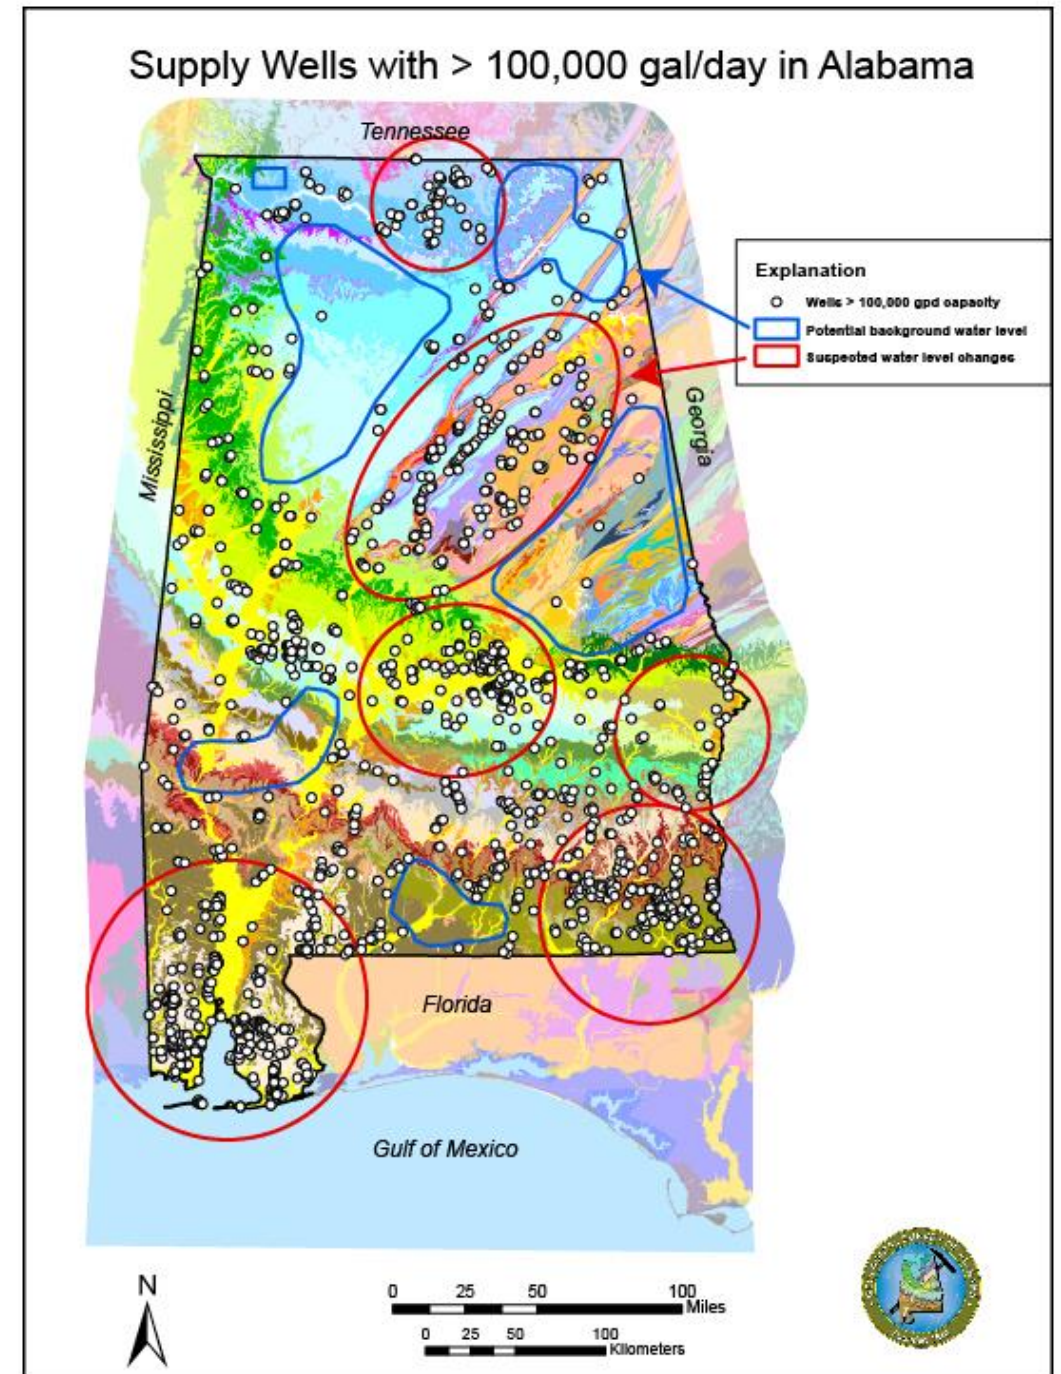 Supply Wells with > 100,000 gal/day in Alabama
Tennessee
Explanation
Wells > 100,000 gpd capacity
Potential background water level
Suspected water level changes
Mississippi
Georgia
Florida
Gulf of Mexico
N
0 25 50 100
Miles
0 25 50 100
Kilometers